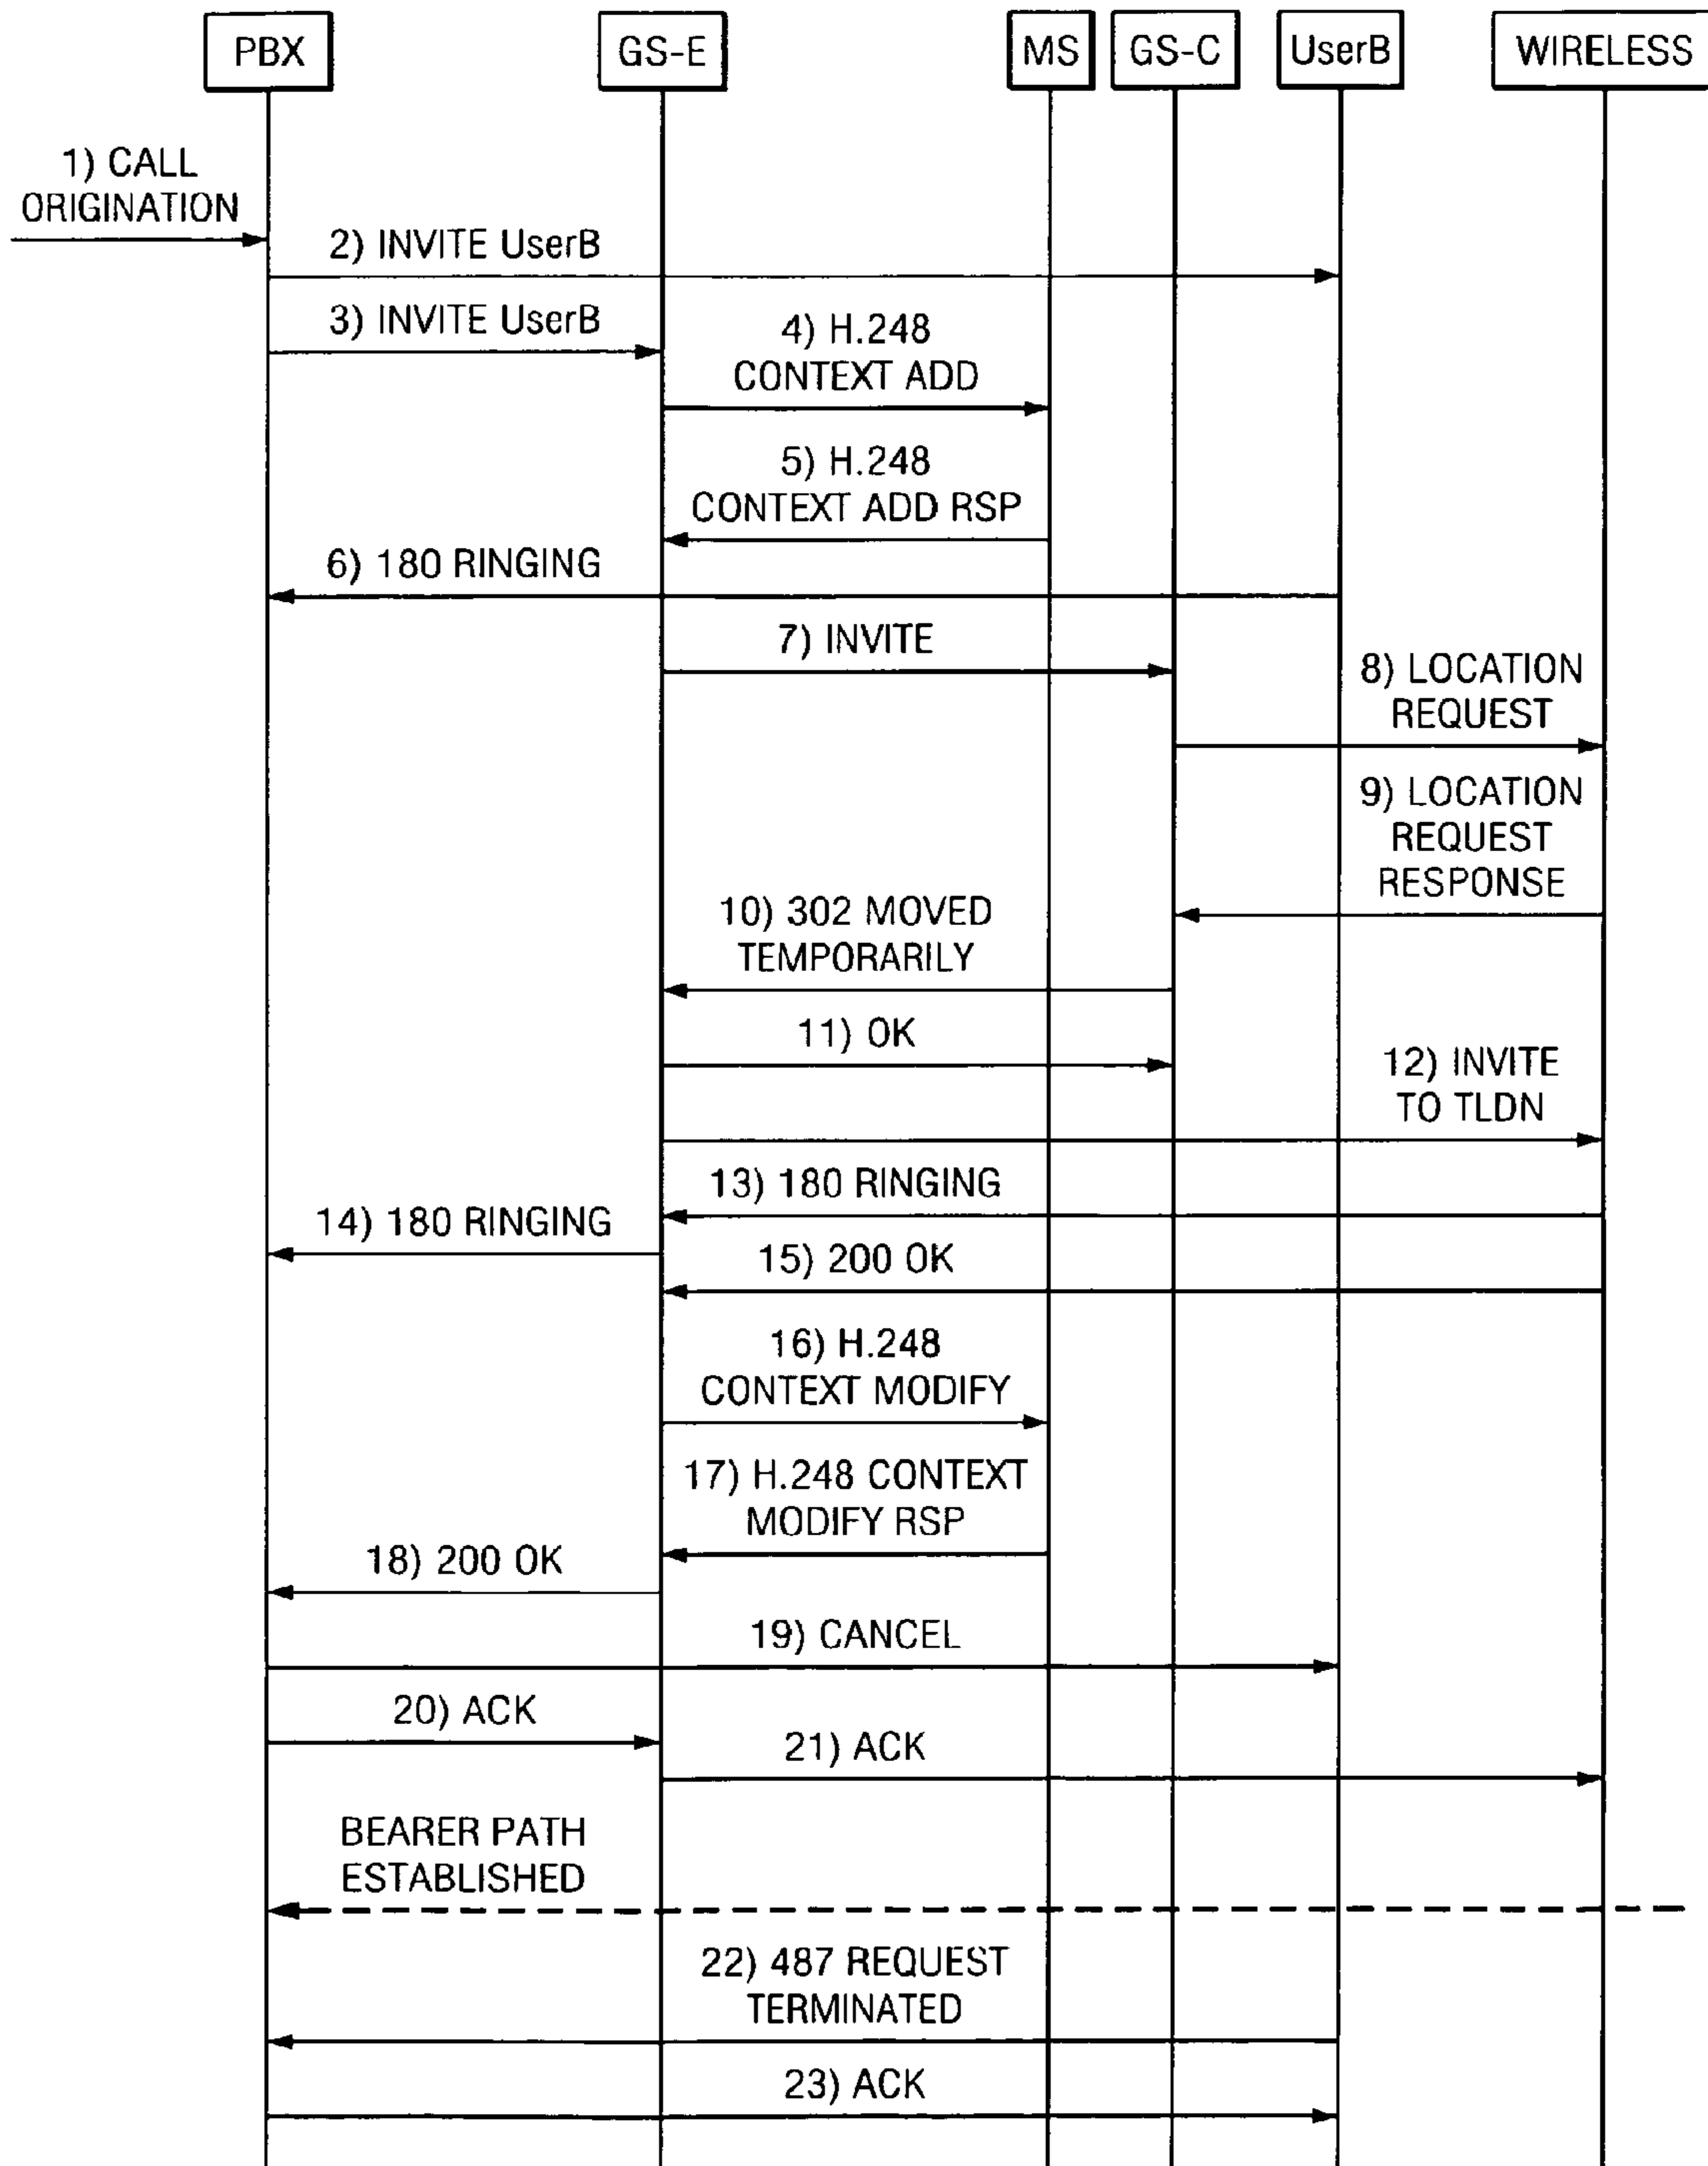 PBX
GS-E
MS
GS-C
UserB
WIRELESS
1) CALL
ORIGINATION
2) INVITE UserB
3) INVITE UserB
4) H.248
CONTEXT ADD
5) H.248
CONTEXT ADD RSP
6) 180 RINGING
7) INVITE
8) LOCATION
REQUEST
9) LOCATION
REQUEST
RESPONSE
10) 302 MOVED
TEMPORARILY
11) OK
12) INVITE
TO TLDN
13) 180 RINGING
14) 180 RINGING
15) 200 OK
16) H.248
CONTEXT MODIFY
17) H.248 CONTEXT
MODIFY RSP
18) 200 OK
19) CANCEL
20) ACK
21) ACK
BEARER PATH
ESTABLISHED
22) 487 REQUEST
TERMINATED
23) ACK